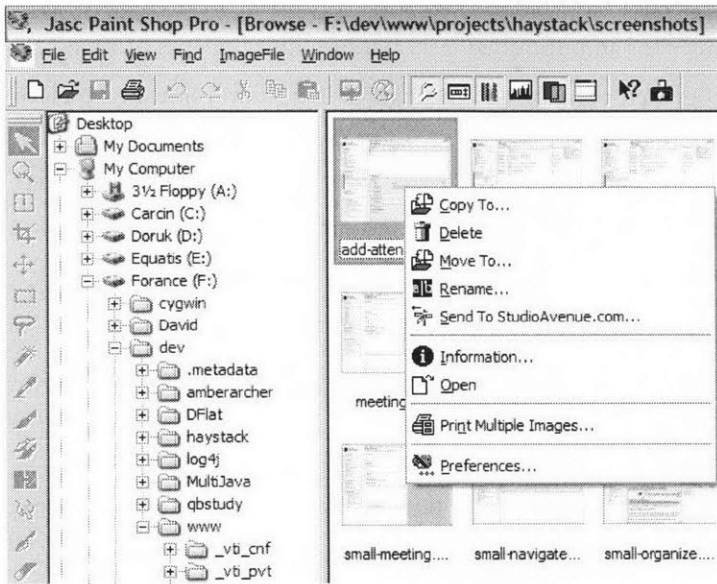 Jasc Paint Shop Pro - [Browse - F:\dev\www\projects\haystack\screenshots]
File Edit View Find ImageFile Window Help
Desktop
My Documents
My Computer
3½ Floppy (A:)
Carcin (C:)
Doruk (D:)
Equatis (E:)
Forance (F:)
cygwin
David
dev
.metadata
amberarcher
DFlat
haystack
log4j
MultiJava
qbstudy
www
_vti_cnf
_vti_pvt
add-atten
Copy To...
Delete
Move To...
Rename...
Send To StudioAvenue.com...
Information...
Open
Print Multiple Images...
Preferences...
meeting
small-meeting....
small-navigate...
small-organize....